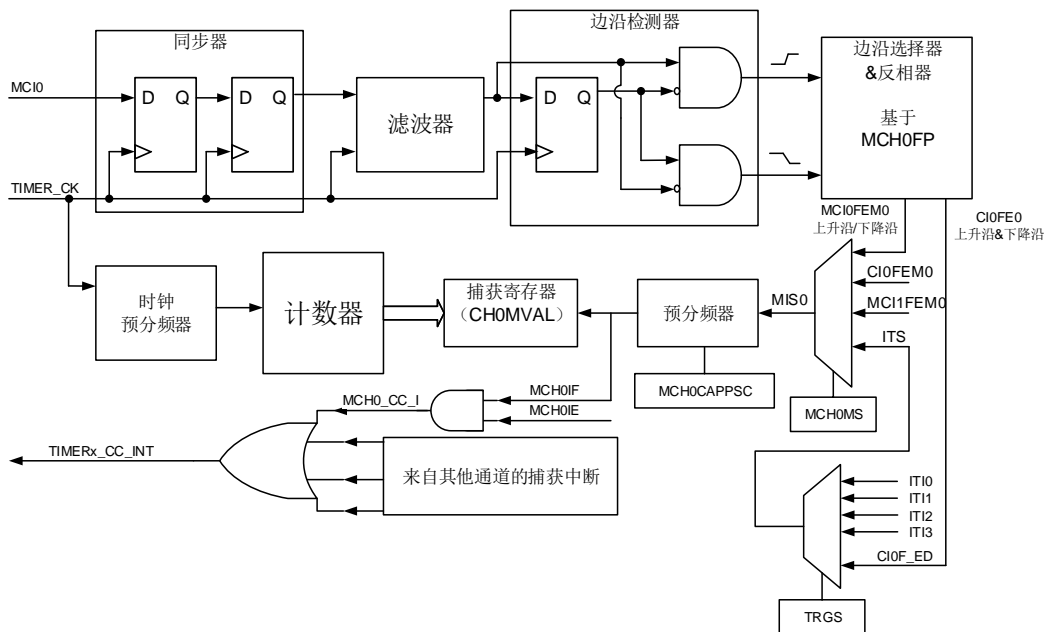 同步器
边沿检测器
MCI0
D Q
D Q
滤波器
D Q
边沿选择器
&反相器
基于
MCH0FP
TIMER_CK
MCI0FEM0
上升沿/下降沿
CI0FE0
上升沿&下降沿
时钟
预分频器
计数器
捕获寄存器
(CH0MVAL)
预分频器
MIS0
CI0FEM0
MCI1FEM0
ITS
MCH0CAPPSC
MCH0MS
MCH0_CC_I
MCH0IF
MCH0IE
TIMERx_CC_INT
来自其他通道的捕获中断
ITI0
ITI1
ITI2
ITI3
CI0F_ED
TRGS